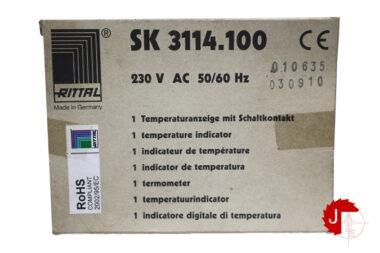 SK 3114.100
CE
®
RITTAL
Made in Germany
230 V AC 50/60 Hz
010635
030910
1 Temperaturanzeige mit Schaltkontakt
1 temperature indicator
1 indicateur de température
1 indicator de temperatura
1 termometer
1 temperatuurindicator
1 indicatore digitale di temperatura
RITTAL
RoHS
COMPLIANT
2002/95/EC
J